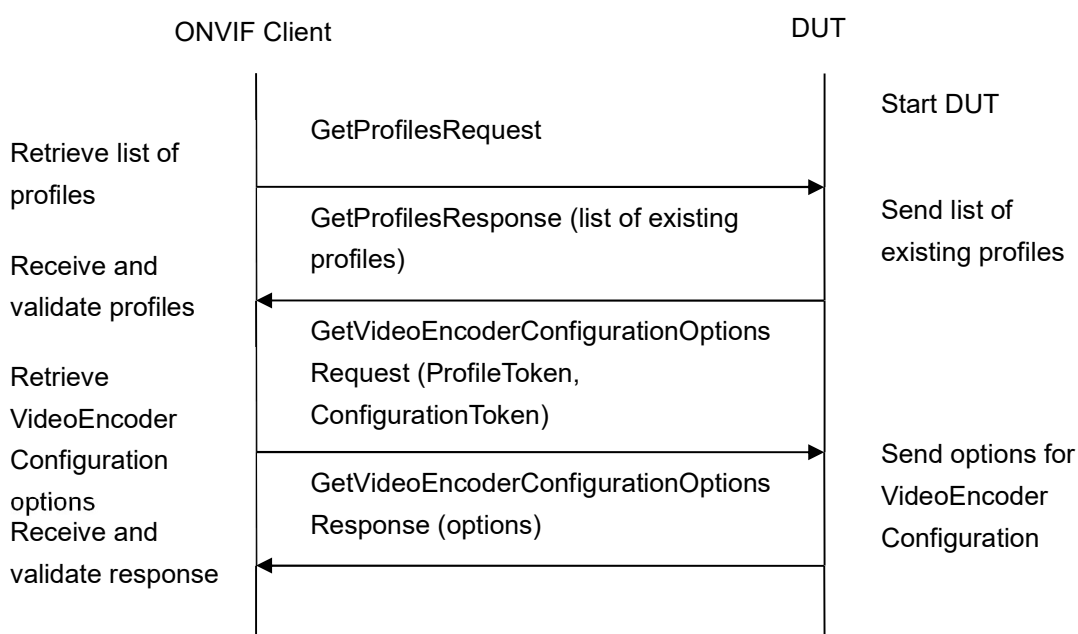 ONVIF Client
DUT
Start DUT
GetProfilesRequest
Retrieve list of
profiles
GetProfilesResponse (list of existing
profiles)
Send list of
existing profiles
Receive and
validate profiles
GetVideoEncoderConfigurationOptions
Request (ProfileToken,
ConfigurationToken)
Retrieve
VideoEncoder
Configuration
options
Send options for
VideoEncoder
Configuration
GetVideoEncoderConfigurationOptions
Response (options)
Receive and
validate response